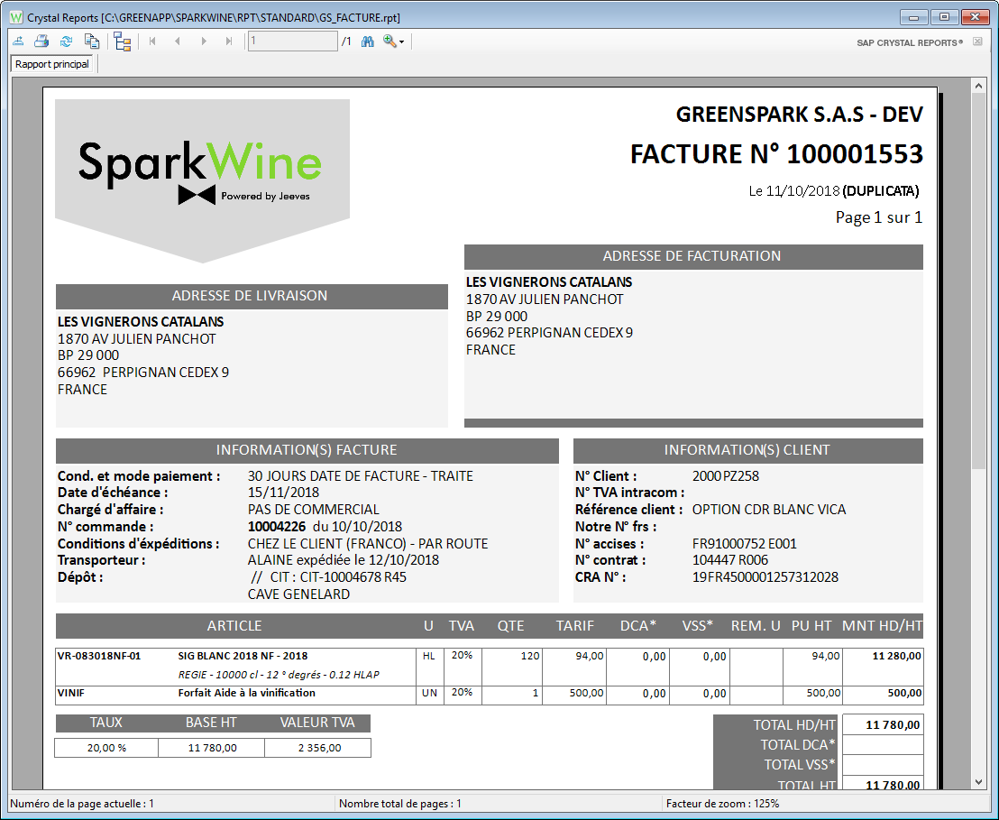 Crystal Reports [C:\GREENAPP\SPARKWINE\RPT\STANDARD\GS_FACTURE.rpt]
1 /1
SAP CRYSTAL REPORTS®
Rapport principal
SparkWine
Powered by Jeeves
GREENSPARK S.A.S - DEV
FACTURE N° 100001553
Le 11/10/2018 (DUPLICATA)
Page 1 sur 1
ADRESSE DE LIVRAISON
LES VIGNERONS CATALANS
1870 AV JULIEN PANCHOT
BP 29 000
66962 PERPIGNAN CEDEX 9
FRANCE
ADRESSE DE FACTURATION
LES VIGNERONS CATALANS
1870 AV JULIEN PANCHOT
BP 29 000
66962 PERPIGNAN CEDEX 9
FRANCE
INFORMATION(S) FACTURE
Cond. et mode paiement : 30 JOURS DATE DE FACTURE - TRAITE
Date d'échéance : 15/11/2018
Chargé d'affaire : PAS DE COMMERCIAL
N° commande : 10004226 du 10/10/2018
Conditions d'éxpéditions : CHEZ LE CLIENT (FRANCO) - PAR ROUTE
Transporteur : ALAINE expédiée le 12/10/2018
Dépôt : // CIT : CIT-10004678 R45
CAVE GENELARD
INFORMATION(S) CLIENT
N° Client : 2000PZ258
N° TVA intracom :
Référence client : OPTION CDR BLANC VICA
Notre N° frs :
N° accises : FR91000752 E001
N° contrat : 104447 R006
CRA N° : 19FR4500001257312028
ARTICLE U TVA QTE TARIF DCA* VSS* REM. U PU HT MNT HD/HT
VR-083018NF-01 SIG BLANC 2018 NF - 2018 HL 20% 120 94,00 0,00 0,00 94,00 11 280,00
REGIE - 10000 cl - 12 ° degrés - 0.12 HLAP
VINIF Forfait Aide à la vinification UN 20% 1 500,00 0,00 0,00 500,00 500,00
TAUX BASE HT VALEUR TVA
20,00 % 11 780,00 2 356,00
TOTAL HD/HT 11 780,00
TOTAL DCA*
TOTAL VSS*
TOTAL HT 11 780,00
Numéro de la page actuelle : 1 Nombre total de pages : 1 Facteur de zoom : 125%